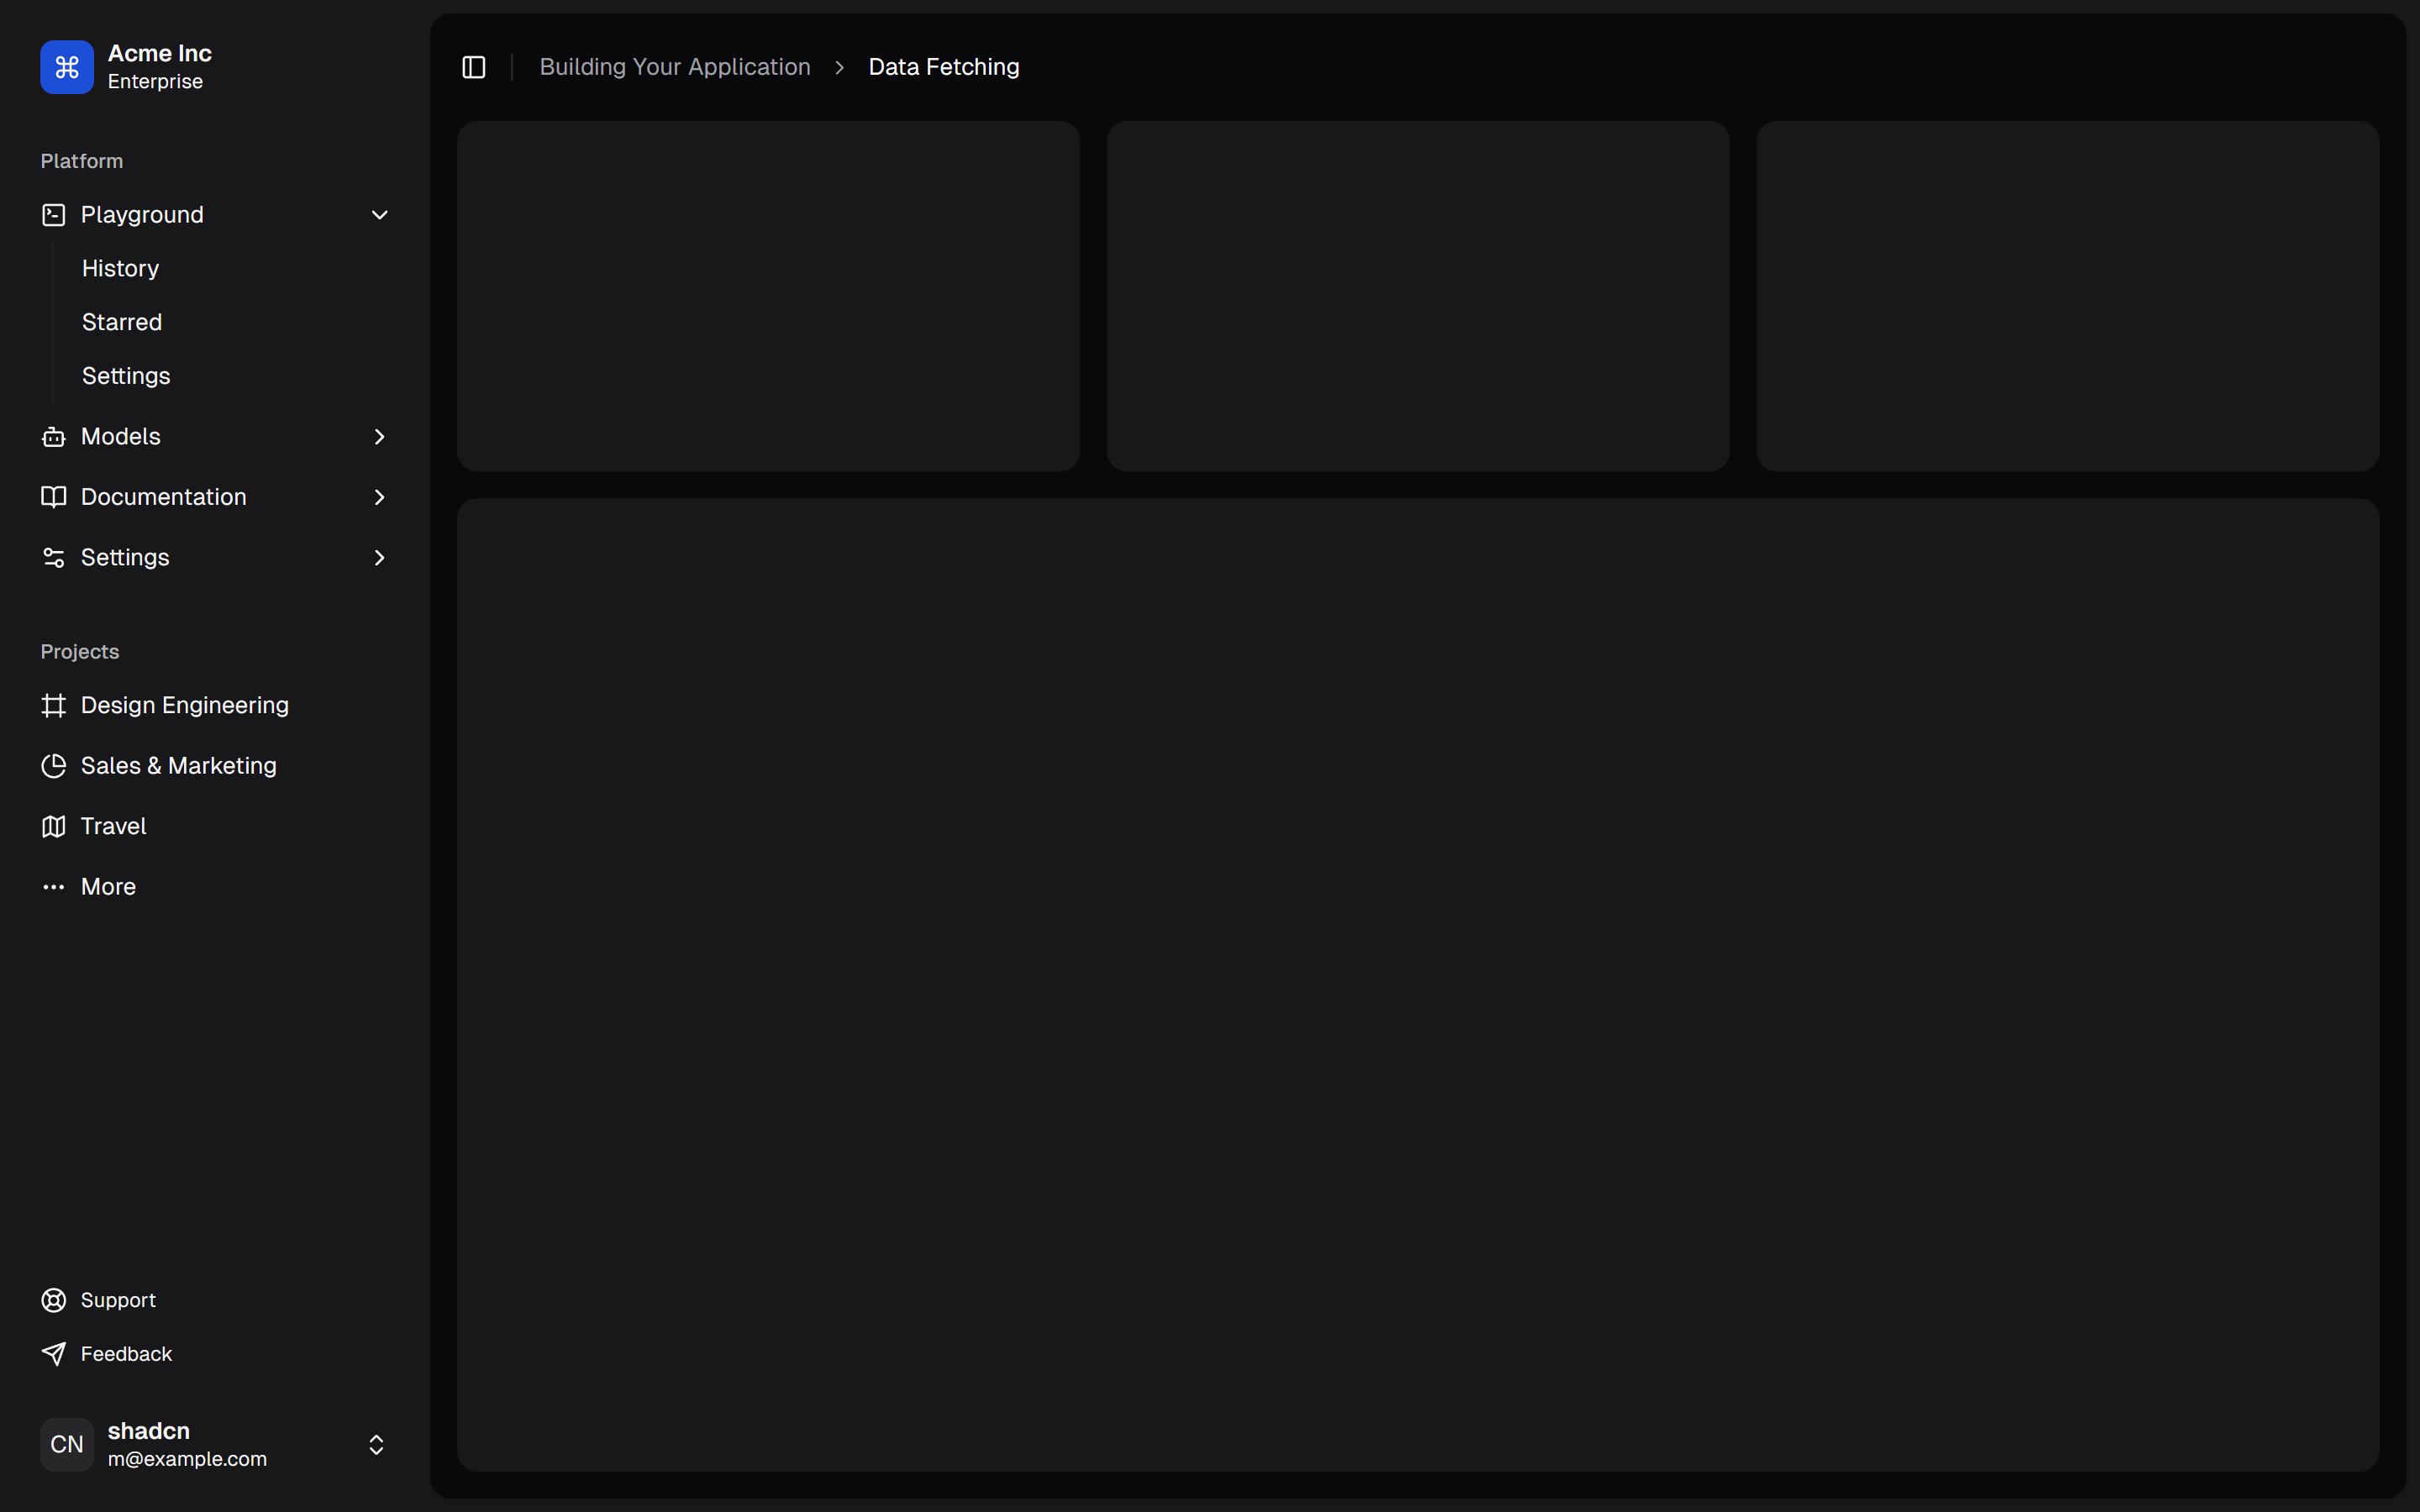 Acme Inc
Enterprise
Platform
Playground
History
Starred
Settings
Models
Documentation
Settings
Projects
Design Engineering
Sales & Marketing
Travel
More
Support
Feedback
CN
shadcn
m@example.com
Building Your Application
Data Fetching